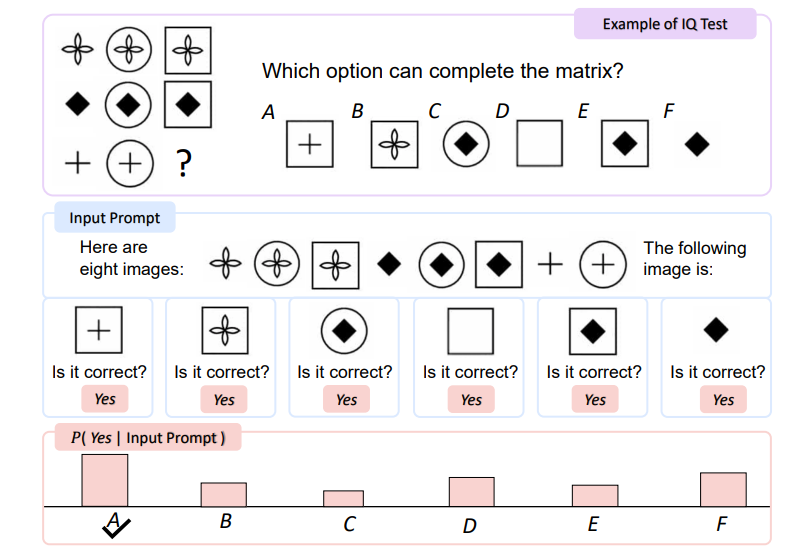 Example of IQ Test
Which option can complete the matrix?
A B C D E F
?
Input Prompt
Here are
eight images:
The following
image is:
Is it correct? Is it correct? Is it correct? Is it correct? Is it correct? Is it correct?
Yes Yes Yes Yes Yes Yes
P( Yes | Input Prompt )
A B C D E F